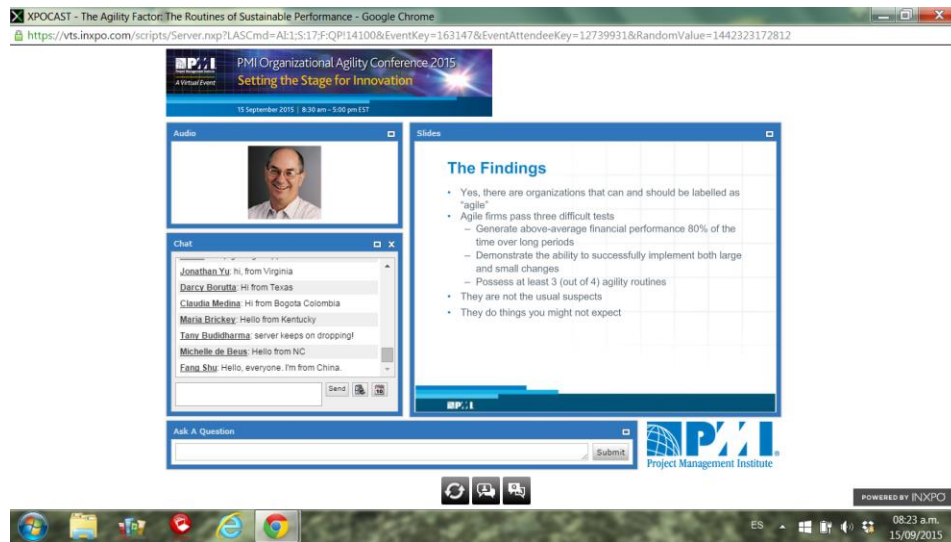 XPOCAST - The Agility Factor: The Routines of Sustainable Performance - Google Chrome
https://vts.inxpo.com/scripts/Server.nxp?LASCmd=AI:1;S:17;F:QP!14100&EventKey=163147&EventAttendeeKey=12739931&RandomValue=1442323172812
PMI
A Virtual Event
PMI Organizational Agility Conference 2015
Setting the Stage for Innovation
15 September 2015 | 8:30 am – 5:00 pm EST
Audio
Slides
The Findings
• Yes, there are organizations that can and should be labelled as
"agile"
• Agile firms pass three difficult tests
– Generate above-average financial performance 80% of the
time over long periods
– Demonstrate the ability to successfully implement both large
and small changes
– Possess at least 3 (out of 4) agility routines
• They are not the usual suspects
• They do things you might not expect
PMI
Chat
Jonathan Yu: hi, from Virginia
Darcy Borutta: Hi from Texas
Claudia Medina: Hi from Bogota Colombia
Maria Brickey: Hello from Kentucky
Tany Budidharma: server keeps on dropping!
Michelle de Beus: Hello from NC
Fang Shu: Hello, everyone. I'm from China.
Send
Ask A Question
Submit
PMI
Project Management Institute
POWERED BY INXPO
ES
08:23 a.m.
15/09/2015